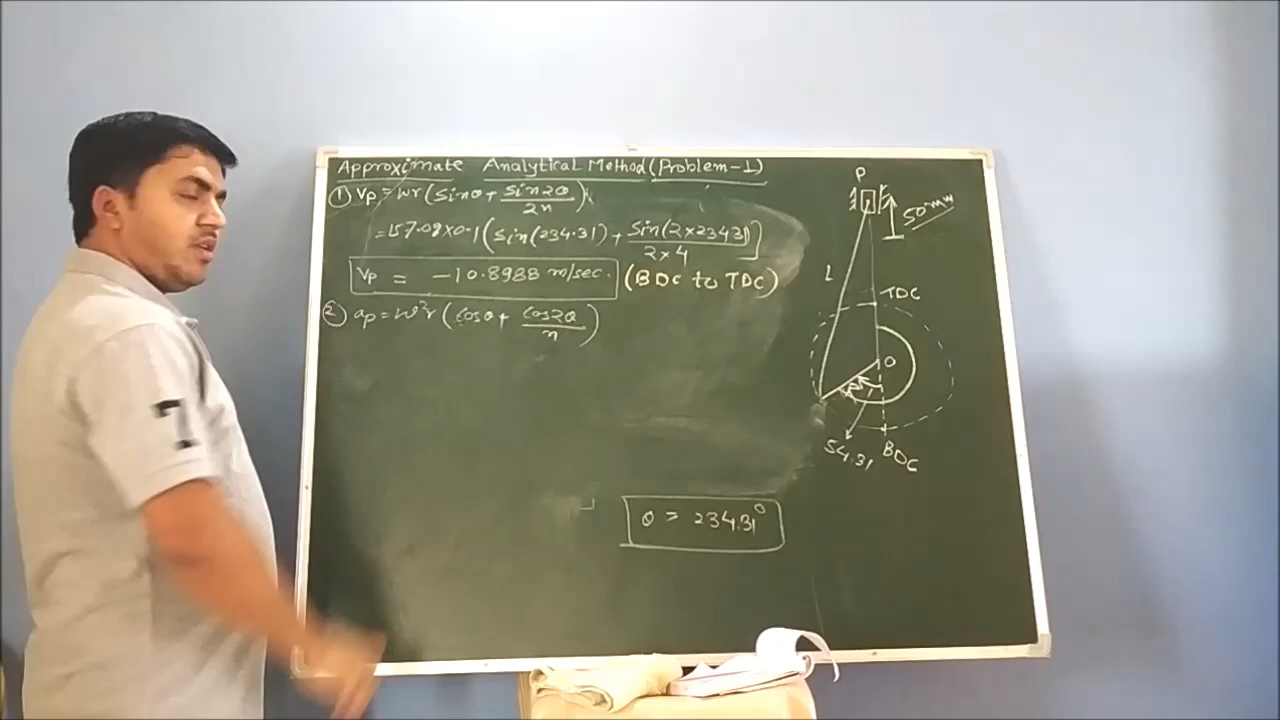 Approximate Analytical Method (Problem-1)
① Vp = ωr (sinθ + sin2θ / 2n)
= 157.08×0.1 (sin(234.31) + sin(2×234.31) / 2×4]
Vp = -10.8988 m/sec. (BDC to TDC)
② ap = ω²r (cosθ + cos2θ / n)
θ = 234.31°
P
50mm
l
TDC
O
54.31
BDC
7